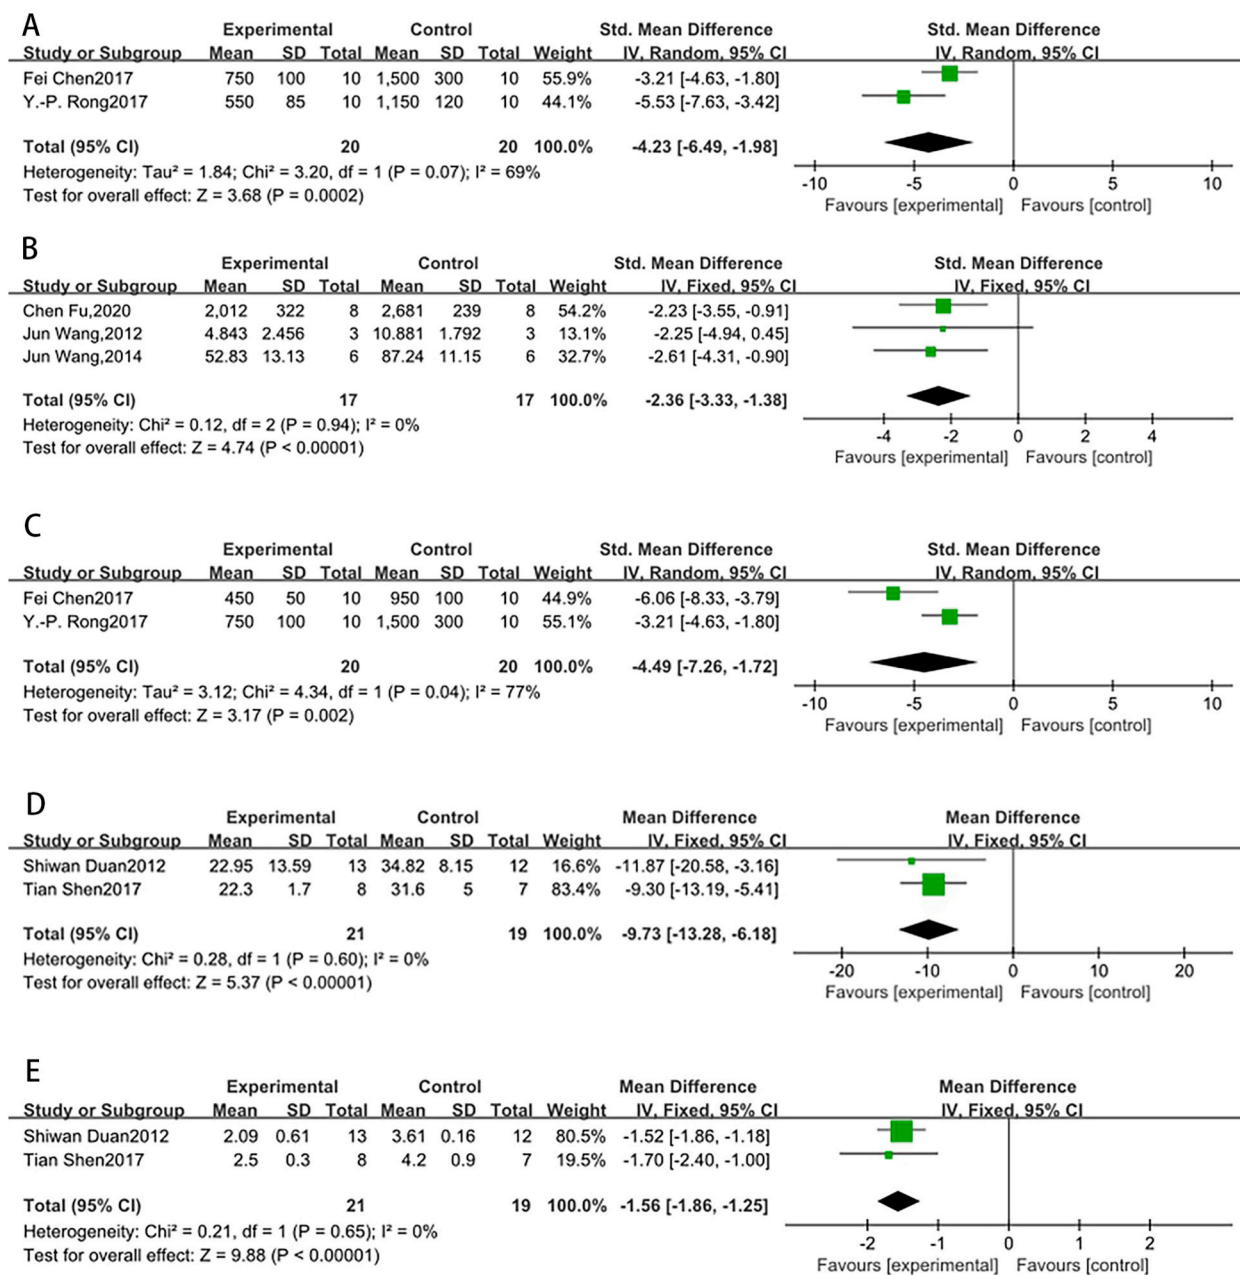 A
Experimental Control Std. Mean Difference Std. Mean Difference
Study or Subgroup Mean SD Total Mean SD Total Weight IV, Random, 95% CI IV, Random, 95% CI
Fei Chen2017 750 100 10 1,500 300 10 55.9% -3.21 [-4.63, -1.80]
Y.-P. Rong2017 550 85 10 1,150 120 10 44.1% -5.53 [-7.63, -3.42]
Total (95% CI) 20 20 100.0% -4.23 [-6.49, -1.98]
Heterogeneity: Tau² = 1.84; Chi² = 3.20, df = 1 (P = 0.07); I² = 69%
Test for overall effect: Z = 3.68 (P = 0.0002)
-10 -5 0 5 10
Favours [experimental] Favours [control]
B
Experimental Control Std. Mean Difference Std. Mean Difference
Study or Subgroup Mean SD Total Mean SD Total Weight IV, Fixed, 95% CI IV, Fixed, 95% CI
Chen Fu,2020 2,012 322 8 2,681 239 8 54.2% -2.23 [-3.55, -0.91]
Jun Wang,2012 4.843 2.456 3 10.881 1.792 3 13.1% -2.25 [-4.94, 0.45]
Jun Wang,2014 52.83 13.13 6 87.24 11.15 6 32.7% -2.61 [-4.31, -0.90]
Total (95% CI) 17 17 100.0% -2.36 [-3.33, -1.38]
Heterogeneity: Chi² = 0.12, df = 2 (P = 0.94); I² = 0%
Test for overall effect: Z = 4.74 (P < 0.00001)
-4 -2 0 2 4
Favours [experimental] Favours [control]
C
Experimental Control Std. Mean Difference Std. Mean Difference
Study or Subgroup Mean SD Total Mean SD Total Weight IV, Random, 95% CI IV, Random, 95% CI
Fei Chen2017 450 50 10 950 100 10 44.9% -6.06 [-8.33, -3.79]
Y.-P. Rong2017 750 100 10 1,500 300 10 55.1% -3.21 [-4.63, -1.80]
Total (95% CI) 20 20 100.0% -4.49 [-7.26, -1.72]
Heterogeneity: Tau² = 3.12; Chi² = 4.34, df = 1 (P = 0.04); I² = 77%
Test for overall effect: Z = 3.17 (P = 0.002)
-10 -5 0 5 10
Favours [experimental] Favours [control]
D
Experimental Control Mean Difference Mean Difference
Study or Subgroup Mean SD Total Mean SD Total Weight IV, Fixed, 95% CI IV, Fixed, 95% CI
Shiwan Duan2012 22.95 13.59 13 34.82 8.15 12 16.6% -11.87 [-20.58, -3.16]
Tian Shen2017 22.3 1.7 8 31.6 5 7 83.4% -9.30 [-13.19, -5.41]
Total (95% CI) 21 19 100.0% -9.73 [-13.28, -6.18]
Heterogeneity: Chi² = 0.28, df = 1 (P = 0.60); I² = 0%
Test for overall effect: Z = 5.37 (P < 0.00001)
-20 -10 0 10 20
Favours [experimental] Favours [control]
E
Experimental Control Mean Difference Mean Difference
Study or Subgroup Mean SD Total Mean SD Total Weight IV, Fixed, 95% CI IV, Fixed, 95% CI
Shiwan Duan2012 2.09 0.61 13 3.61 0.16 12 80.5% -1.52 [-1.86, -1.18]
Tian Shen2017 2.5 0.3 8 4.2 0.9 7 19.5% -1.70 [-2.40, -1.00]
Total (95% CI) 21 19 100.0% -1.56 [-1.86, -1.25]
Heterogeneity: Chi² = 0.21, df = 1 (P = 0.65); I² = 0%
Test for overall effect: Z = 9.88 (P < 0.00001)
-2 -1 0 1 2
Favours [experimental] Favours [control]